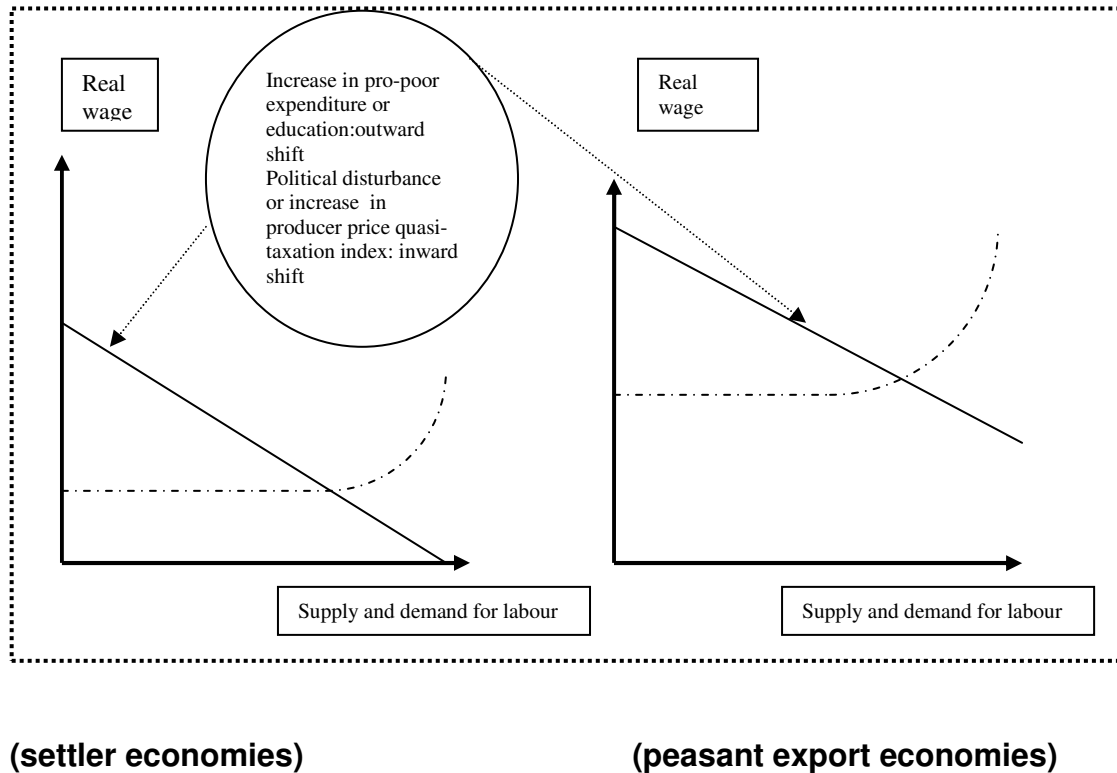 Real
wage
Increase in pro-poor
expenditure or
education:outward
shift
Political disturbance
or increase in
producer price quasi-
taxation index: inward
shift
Real
wage
Supply and demand for labour
Supply and demand for labour
(settler economies)
(peasant export economies)